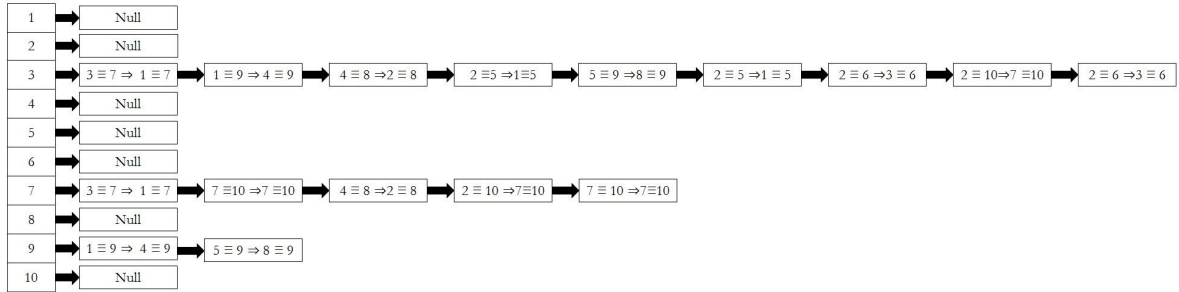 1 Null
2 Null
3 3 ≡ 7 ⇒ 1 ≡ 7 1 ≡ 9 ⇒ 4 ≡ 9 4 ≡ 8 ⇒2 ≡ 8 2 ≡5 ⇒1≡5 5 ≡ 9 ⇒8 ≡ 9 2 ≡ 5 ⇒1 ≡ 5 2 ≡ 6 ⇒3 ≡ 6 2 ≡ 10⇒7 ≡10 2 ≡ 6 ⇒3 ≡ 6
4 Null
5 Null
6 Null
7 3 ≡ 7 ⇒ 1 ≡ 7 7 ≡10 ⇒7 ≡10 4 ≡ 8 ⇒2 ≡ 8 2 ≡ 10 ⇒7≡10 7 ≡ 10 ⇒7≡10
8 Null
9 1 ≡ 9 ⇒ 4 ≡ 9 5 ≡ 9 ⇒ 8 ≡ 9
10 Null